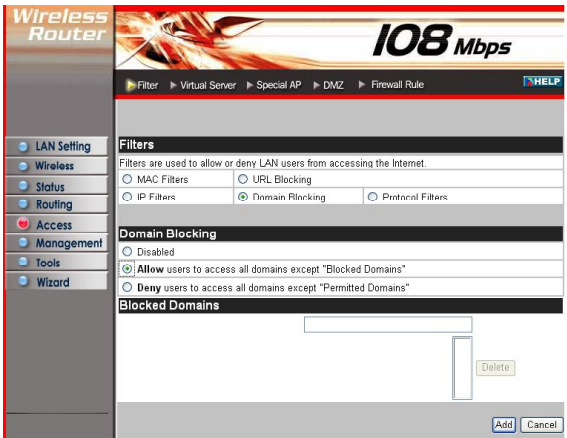 Wireless
Router
108 Mbps
Filter Virtual Server Special AP DMZ Firewall Rule HELP
LAN Setting
Wireless
Status
Routing
Access
Management
Tools
Wizard
Filters
Filters are used to allow or deny LAN users from accessing the Internet.
MAC Filters URL Blocking
IP Filters Domain Blocking Protocol Filters
Domain Blocking
Disabled
Allow users to access all domains except "Blocked Domains"
Deny users to access all domains except "Permitted Domains"
Blocked Domains
Delete
Add Cancel